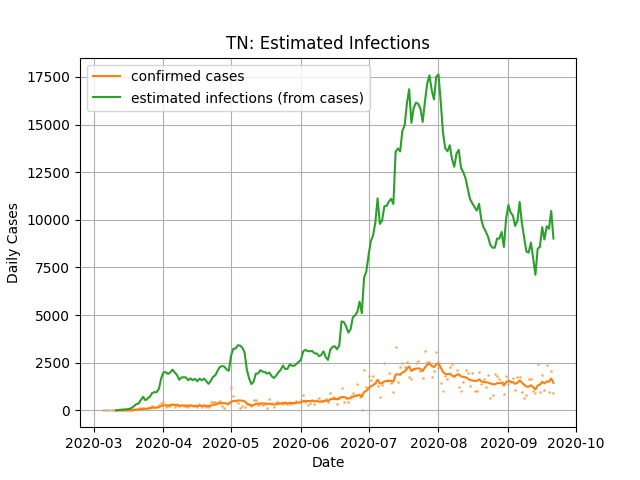 TN: Estimated Infections
confirmed cases
estimated infections (from cases)
17500
15000
12500
10000
7500
5000
2500
0
Daily Cases
2020-03 2020-04 2020-05 2020-06 2020-07 2020-08 2020-09 2020-10
Date